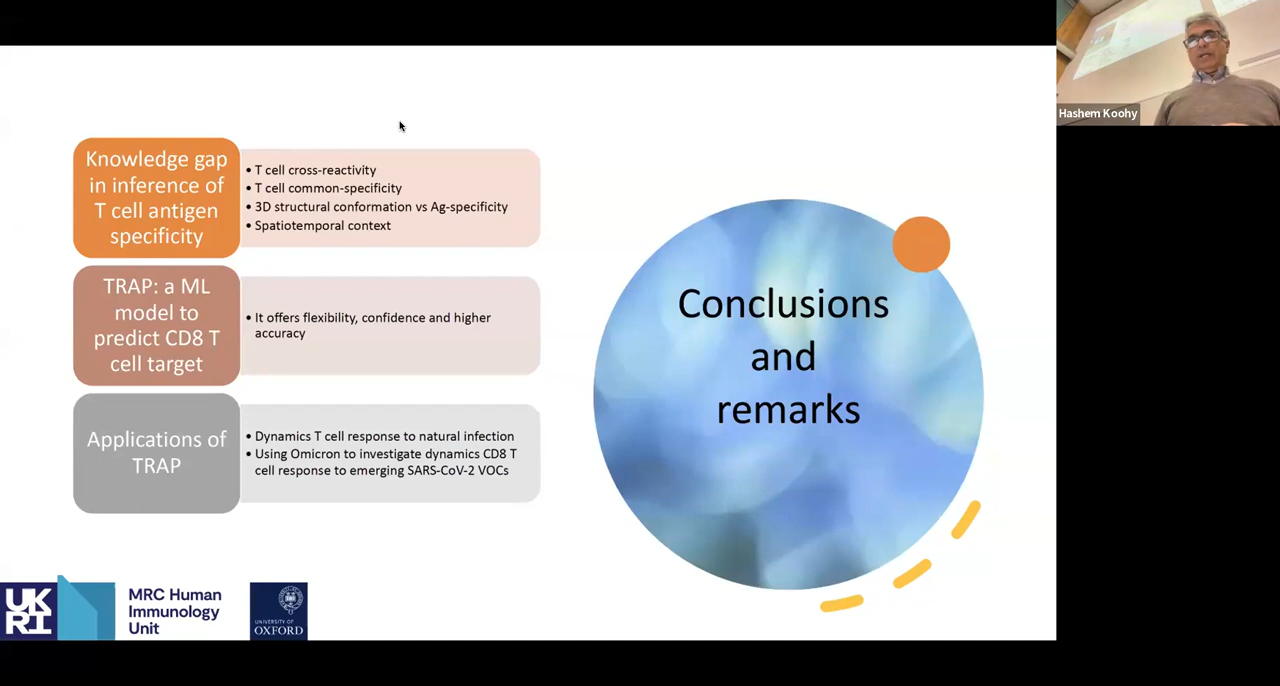 Hashem Koohy
Knowledge gap
in inference of
T cell antigen
specificity
• T cell cross-reactivity
• T cell common-specificity
• 3D structural conformation vs Ag-specificity
• Spatiotemporal context
TRAP: a ML
model to
predict CD8 T
cell target
• It offers flexibility, confidence and higher
accuracy
Applications of
TRAP
• Dynamics T cell response to natural infection
• Using Omicron to investigate dynamics CD8 T
cell response to emerging SARS-CoV-2 VOCs
Conclusions
and
remarks
UK
RI
MRC Human
Immunology
Unit
UNIVERSITY OF
OXFORD